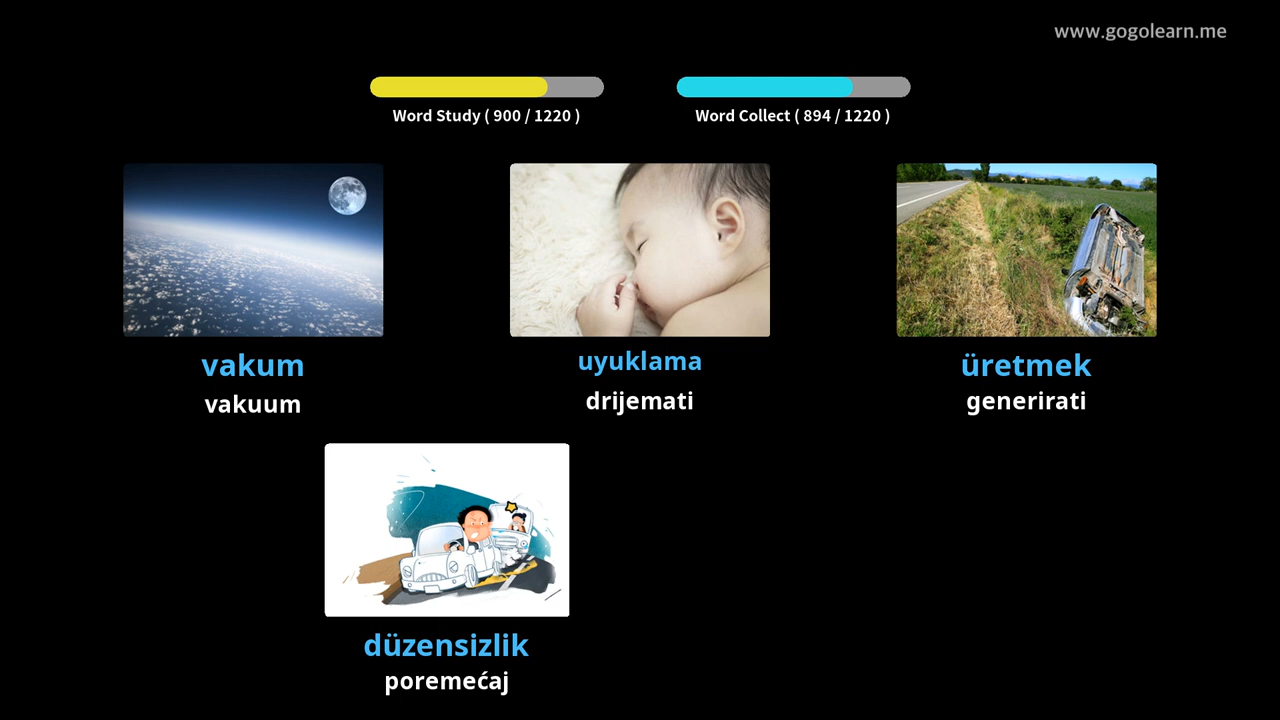 www.gogolearn.me
Word Study ( 900 / 1220 )
Word Collect ( 894 / 1220 )
vakum
vakuum
uyuklama
drijemati
üretmek
generirati
düzensizlik
poremećaj